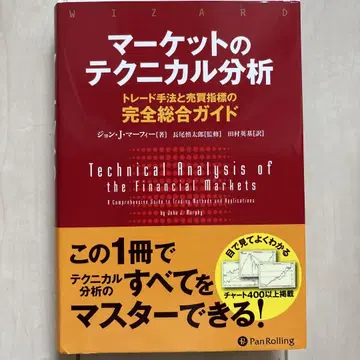 WIZARD
マーケットの
テクニカル分析
トレード手法と売買指標の
完全総合ガイド
ジョン・J・マーフィー[著] 長尾慎太郎[監修] 田村英基[訳]
Technical Analysis of
the Financial Markets
A Comprehensive Guide to Trading Methods and Applications
by John J. Murphy
この1冊で
テクニカル
分析の
すべてを
マスターできる!
目で見てよくわかる
チャート400以上掲載
PanRolling